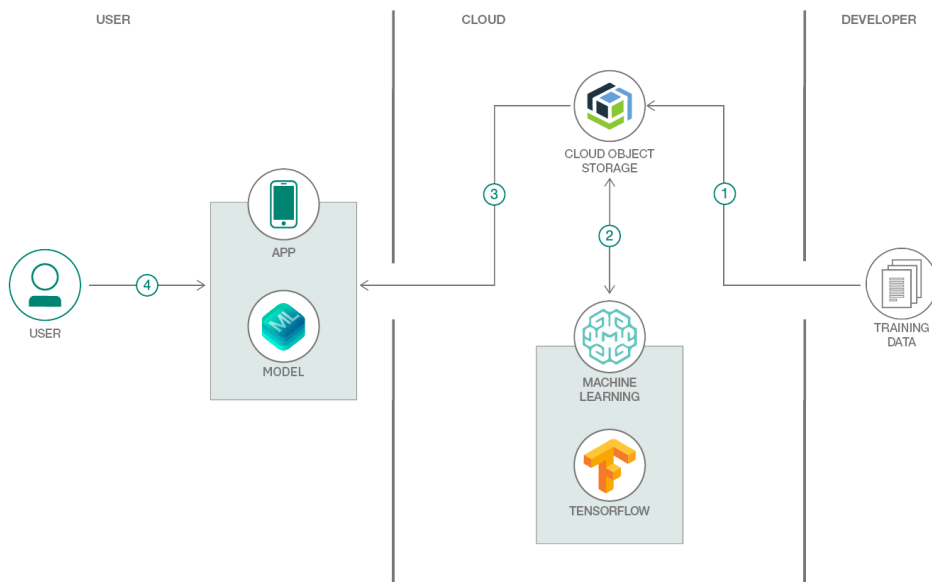 USER
CLOUD
DEVELOPER
CLOUD OBJECT
STORAGE
3
1
2
APP
4
USER
ML
MODEL
MACHINE
LEARNING
TENSORFLOW
TRAINING
DATA